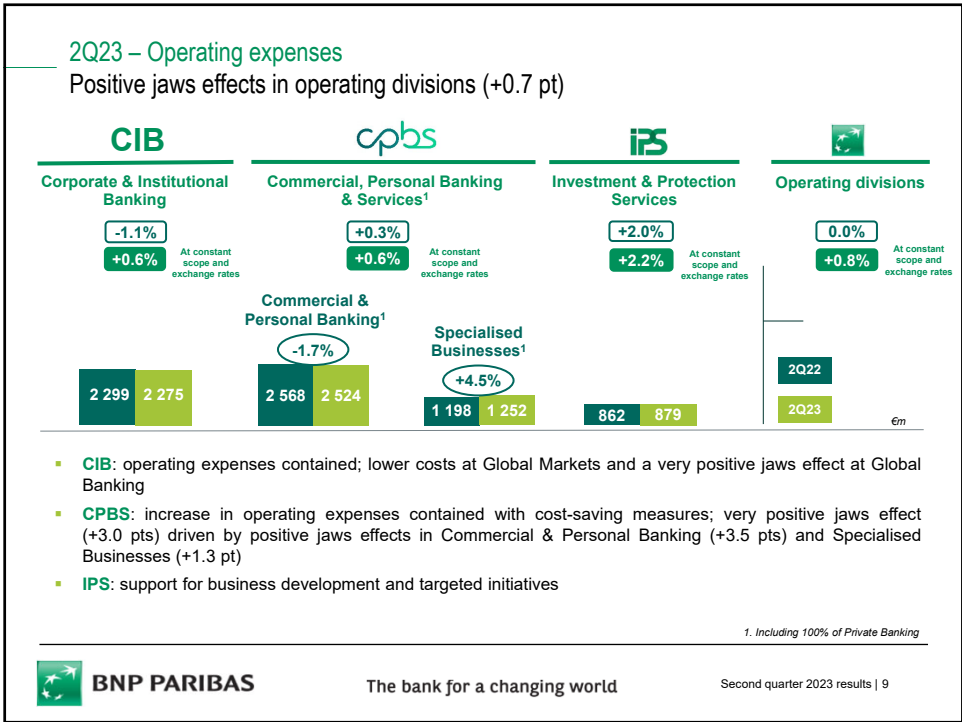 2Q23 – Operating expenses
Positive jaws effects in operating divisions (+0.7 pt)
CIB
cpbs
iPS
Corporate & Institutional
Banking
Commercial, Personal Banking
& Services1
Investment & Protection
Services
Operating divisions
-1.1%
+0.6%
At constant
scope and
exchange rates
+0.3%
+0.6%
At constant
scope and
exchange rates
+2.0%
+2.2%
At constant
scope and
exchange rates
0.0%
+0.8%
At constant
scope and
exchange rates
Commercial &
Personal Banking1
-1.7%
Specialised
Businesses1
+4.5%
2 299 2 275
2 568 2 524
1 198 1 252
862 879
2Q22
2Q23
€m
▪ CIB: operating expenses contained; lower costs at Global Markets and a very positive jaws effect at Global
Banking
▪ CPBS: increase in operating expenses contained with cost-saving measures; very positive jaws effect
(+3.0 pts) driven by positive jaws effects in Commercial & Personal Banking (+3.5 pts) and Specialised
Businesses (+1.3 pt)
▪ IPS: support for business development and targeted initiatives
1. Including 100% of Private Banking
BNP PARIBAS
The bank for a changing world
Second quarter 2023 results | 9